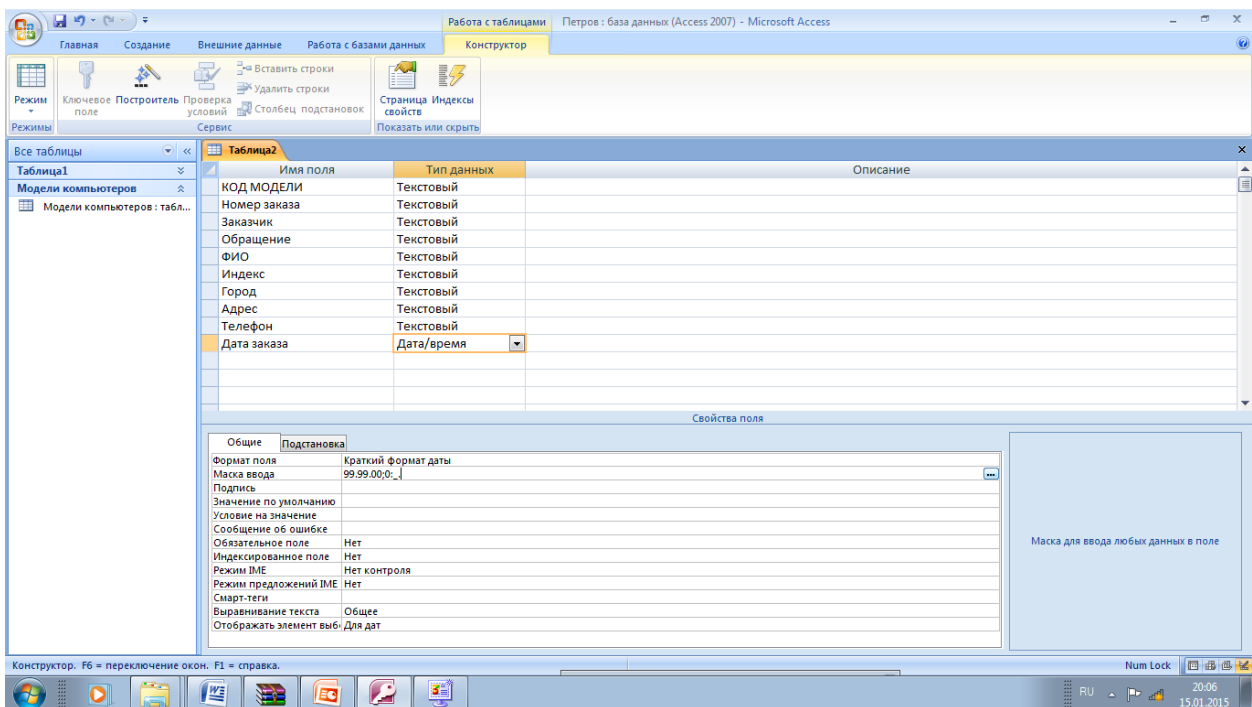 Работа с таблицами Петров : база данных (Access 2007) - Microsoft Access
Главная Создание Внешние данные Работа с базами данных Конструктор
Режим
Ключевое поле
Построитель
Проверка условий
Вставить строки
Удалить строки
Столбец подстановок
Страница свойств
Индексы
Режимы Сервис Показать или скрыть
Все таблицы
Таблица1
Модели компьютеров
Модели компьютеров : табл...
Таблица2
Имя поля Тип данных Описание
КОД МОДЕЛИ Текстовый
Номер заказа Текстовый
Заказчик Текстовый
Обращение Текстовый
ФИО Текстовый
Индекс Текстовый
Город Текстовый
Адрес Текстовый
Телефон Текстовый
Дата заказа Дата/время
Свойства поля
Общие Подстановка
Формат поля Краткий формат даты
Маска ввода 99.99.00;0:_.
Подпись
Значение по умолчанию
Условие на значение
Сообщение об ошибке
Обязательное поле Нет
Индексированное поле Нет
Режим IME Нет контроля
Режим предложений IME Нет
Смарт-теги
Выравнивание текста Общее
Отображать элемент выб Для дат
Маска для ввода любых данных в поле
Конструктор. F6 = переключение окон. F1 = справка. Num Lock
RU 20:06
15.01.2015